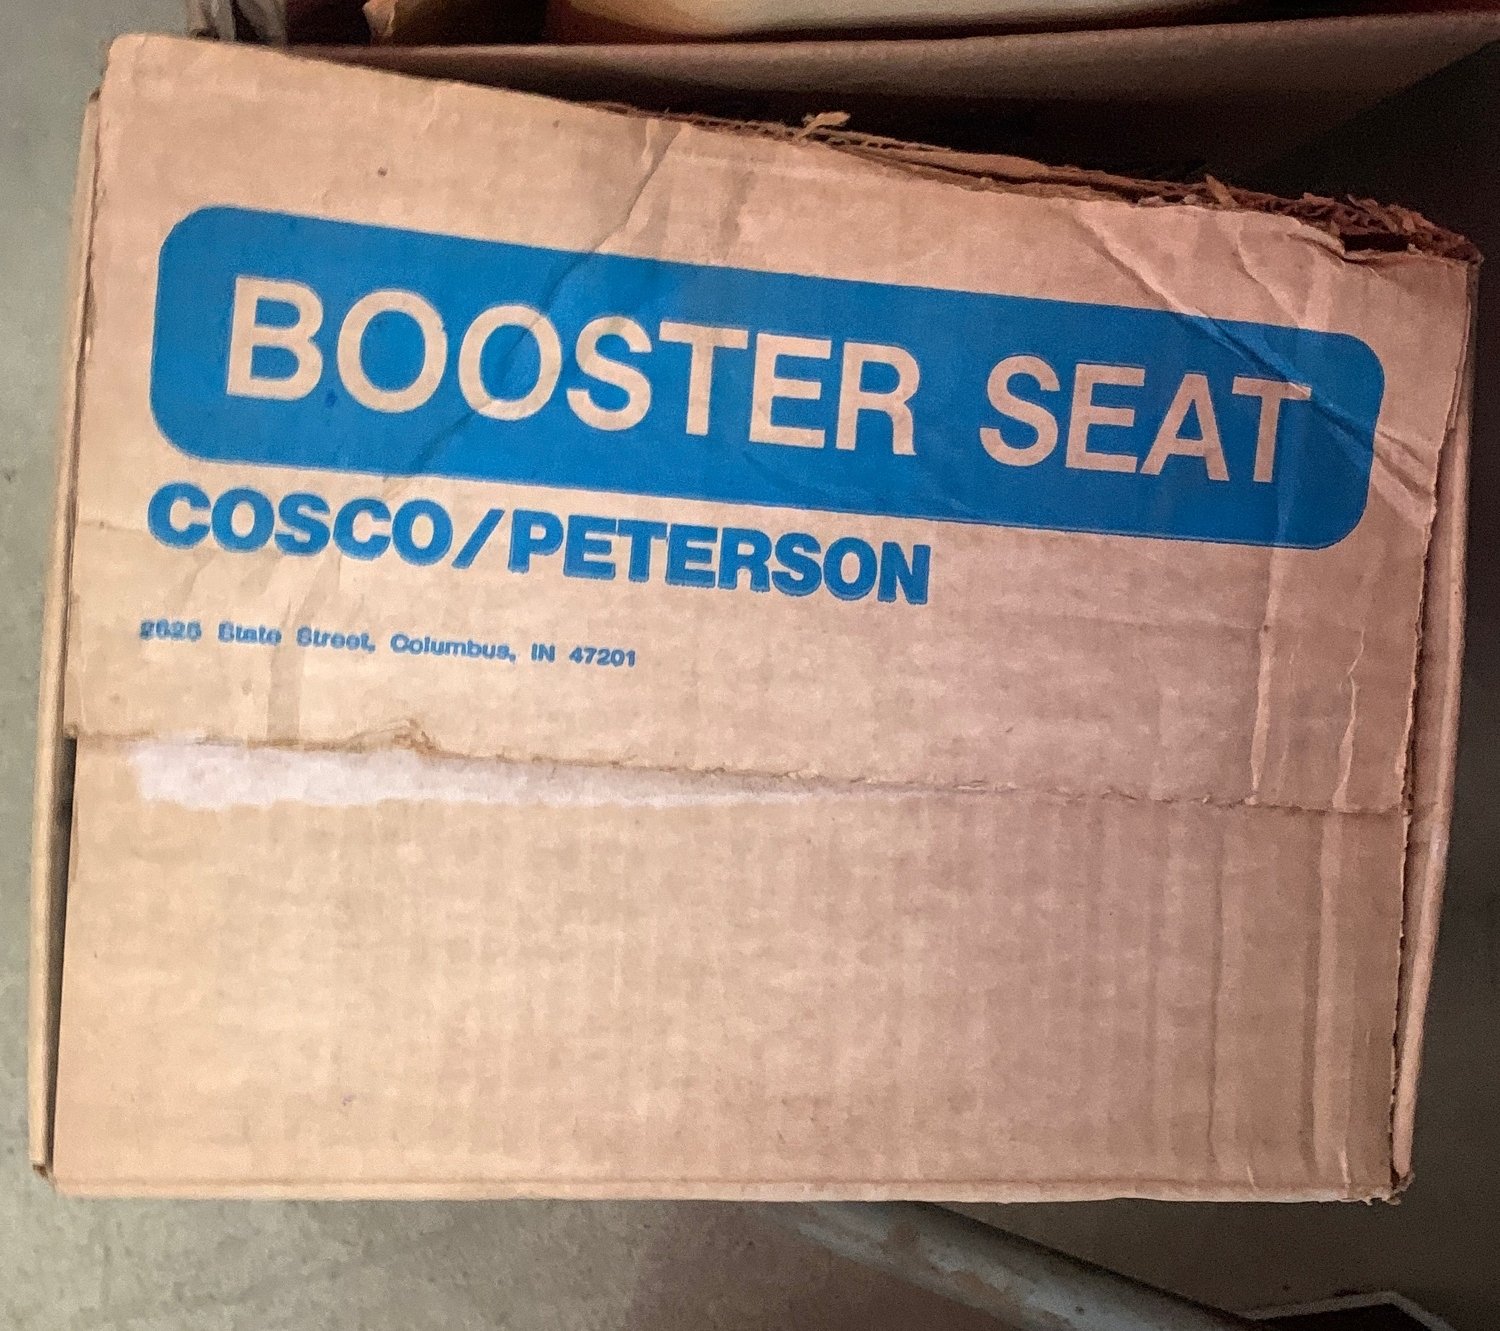 BOOSTER SEAT
COSCO/PETERSON
2525 State Street, Columbus, IN 47201